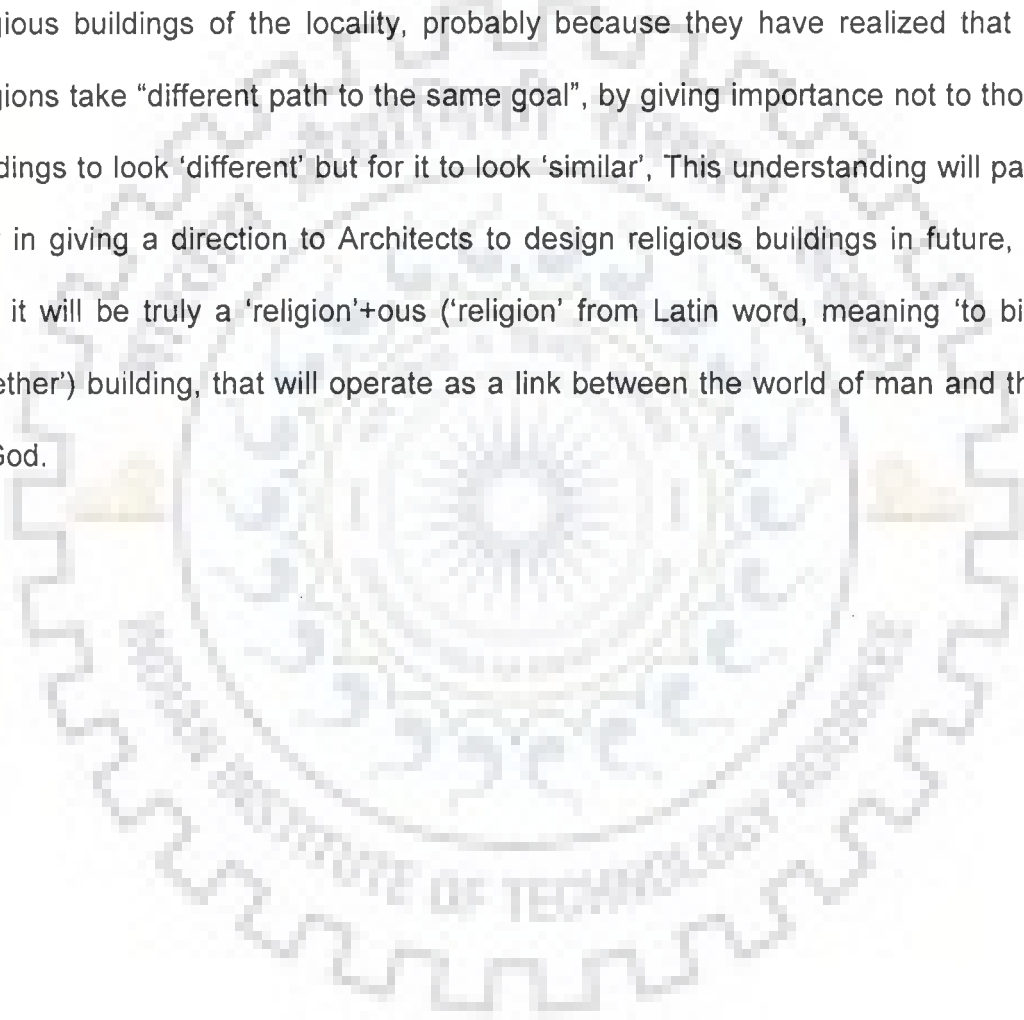 gious buildings of the locality, probably because they have realized that
gions take “different path to the same goal”, by giving importance not to tho
dings to look ‘different’ but for it to look ‘similar’, This understanding will pa
in giving a direction to Architects to design religious buildings in future,
it will be truly a ‘religion’+ous (‘religion’ from Latin word, meaning ‘to bi
ether’) building, that will operate as a link between the world of man and th
God.
INSTITUTE OF TECHNOLOGY